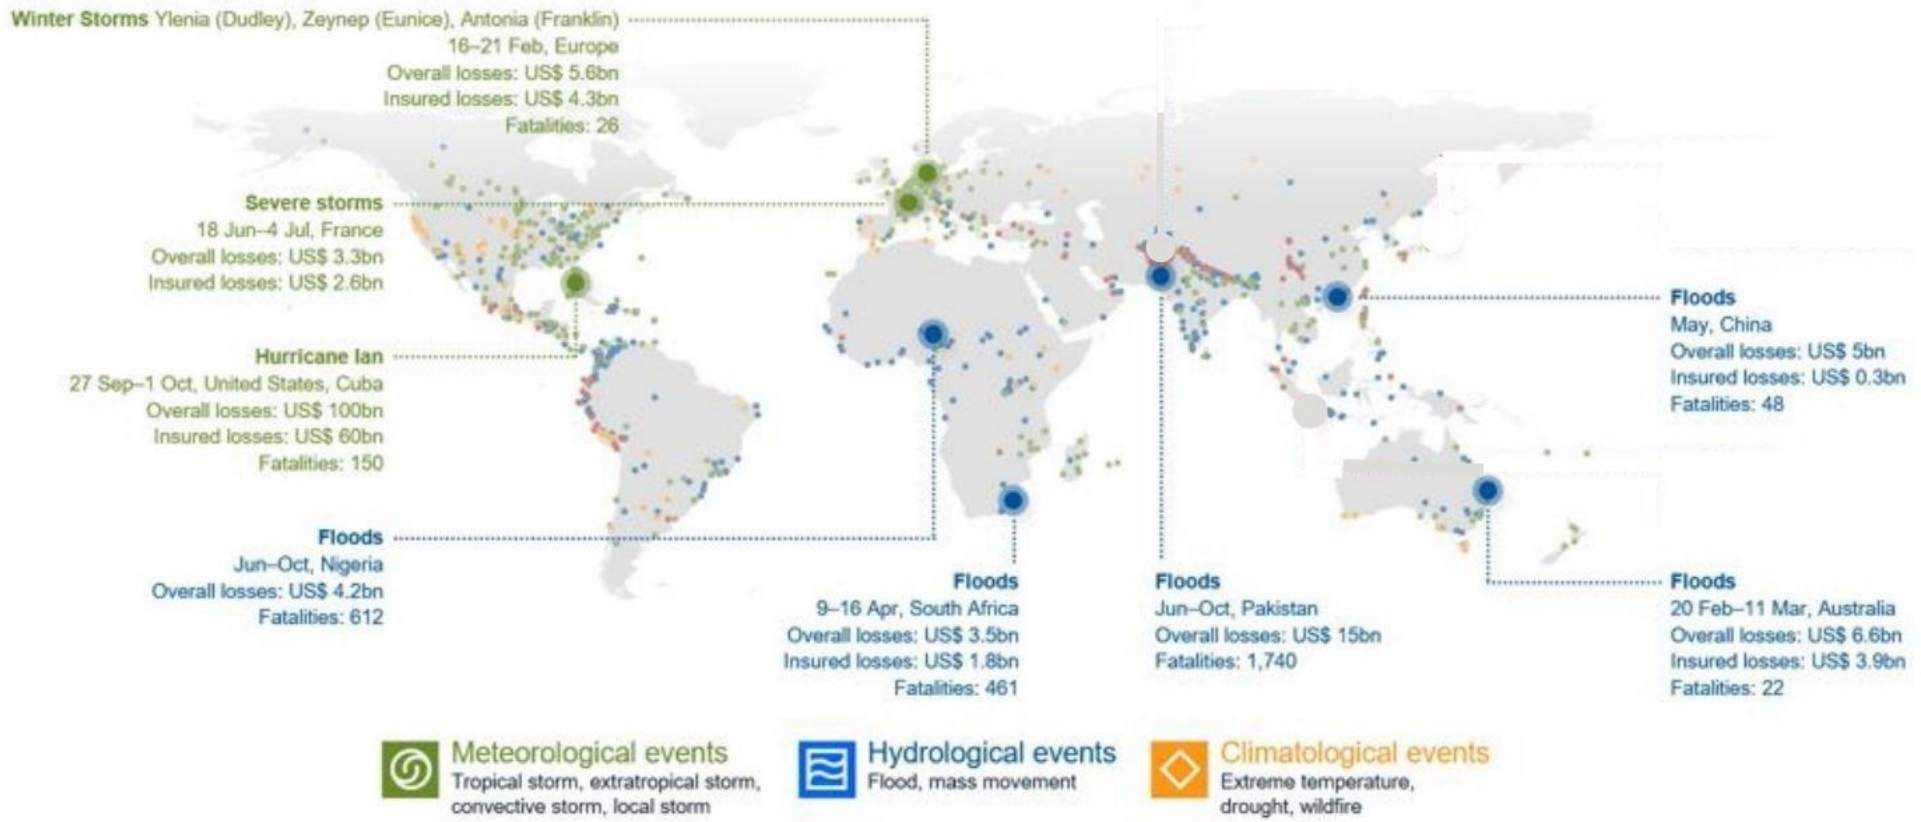 Winter Storms Ylenia (Dudley), Zeynep (Eunice), Antonia (Franklin)
16–21 Feb, Europe
Overall losses: US$ 5.6bn
Insured losses: US$ 4.3bn
Fatalities: 26
Severe storms
18 Jun–4 Jul, France
Overall losses: US$ 3.3bn
Insured losses: US$ 2.6bn
Hurricane Ian
27 Sep–1 Oct, United States, Cuba
Overall losses: US$ 100bn
Insured losses: US$ 60bn
Fatalities: 150
Floods
Jun–Oct, Nigeria
Overall losses: US$ 4.2bn
Fatalities: 612
Floods
9–16 Apr, South Africa
Overall losses: US$ 3.5bn
Insured losses: US$ 1.8bn
Fatalities: 461
Floods
Jun–Oct, Pakistan
Overall losses: US$ 15bn
Fatalities: 1,740
Floods
May, China
Overall losses: US$ 5bn
Insured losses: US$ 0.3bn
Fatalities: 48
Floods
20 Feb–11 Mar, Australia
Overall losses: US$ 6.6bn
Insured losses: US$ 3.9bn
Fatalities: 22
Meteorological events
Tropical storm, extratropical storm,
convective storm, local storm
Hydrological events
Flood, mass movement
Climatological events
Extreme temperature,
drought, wildfire